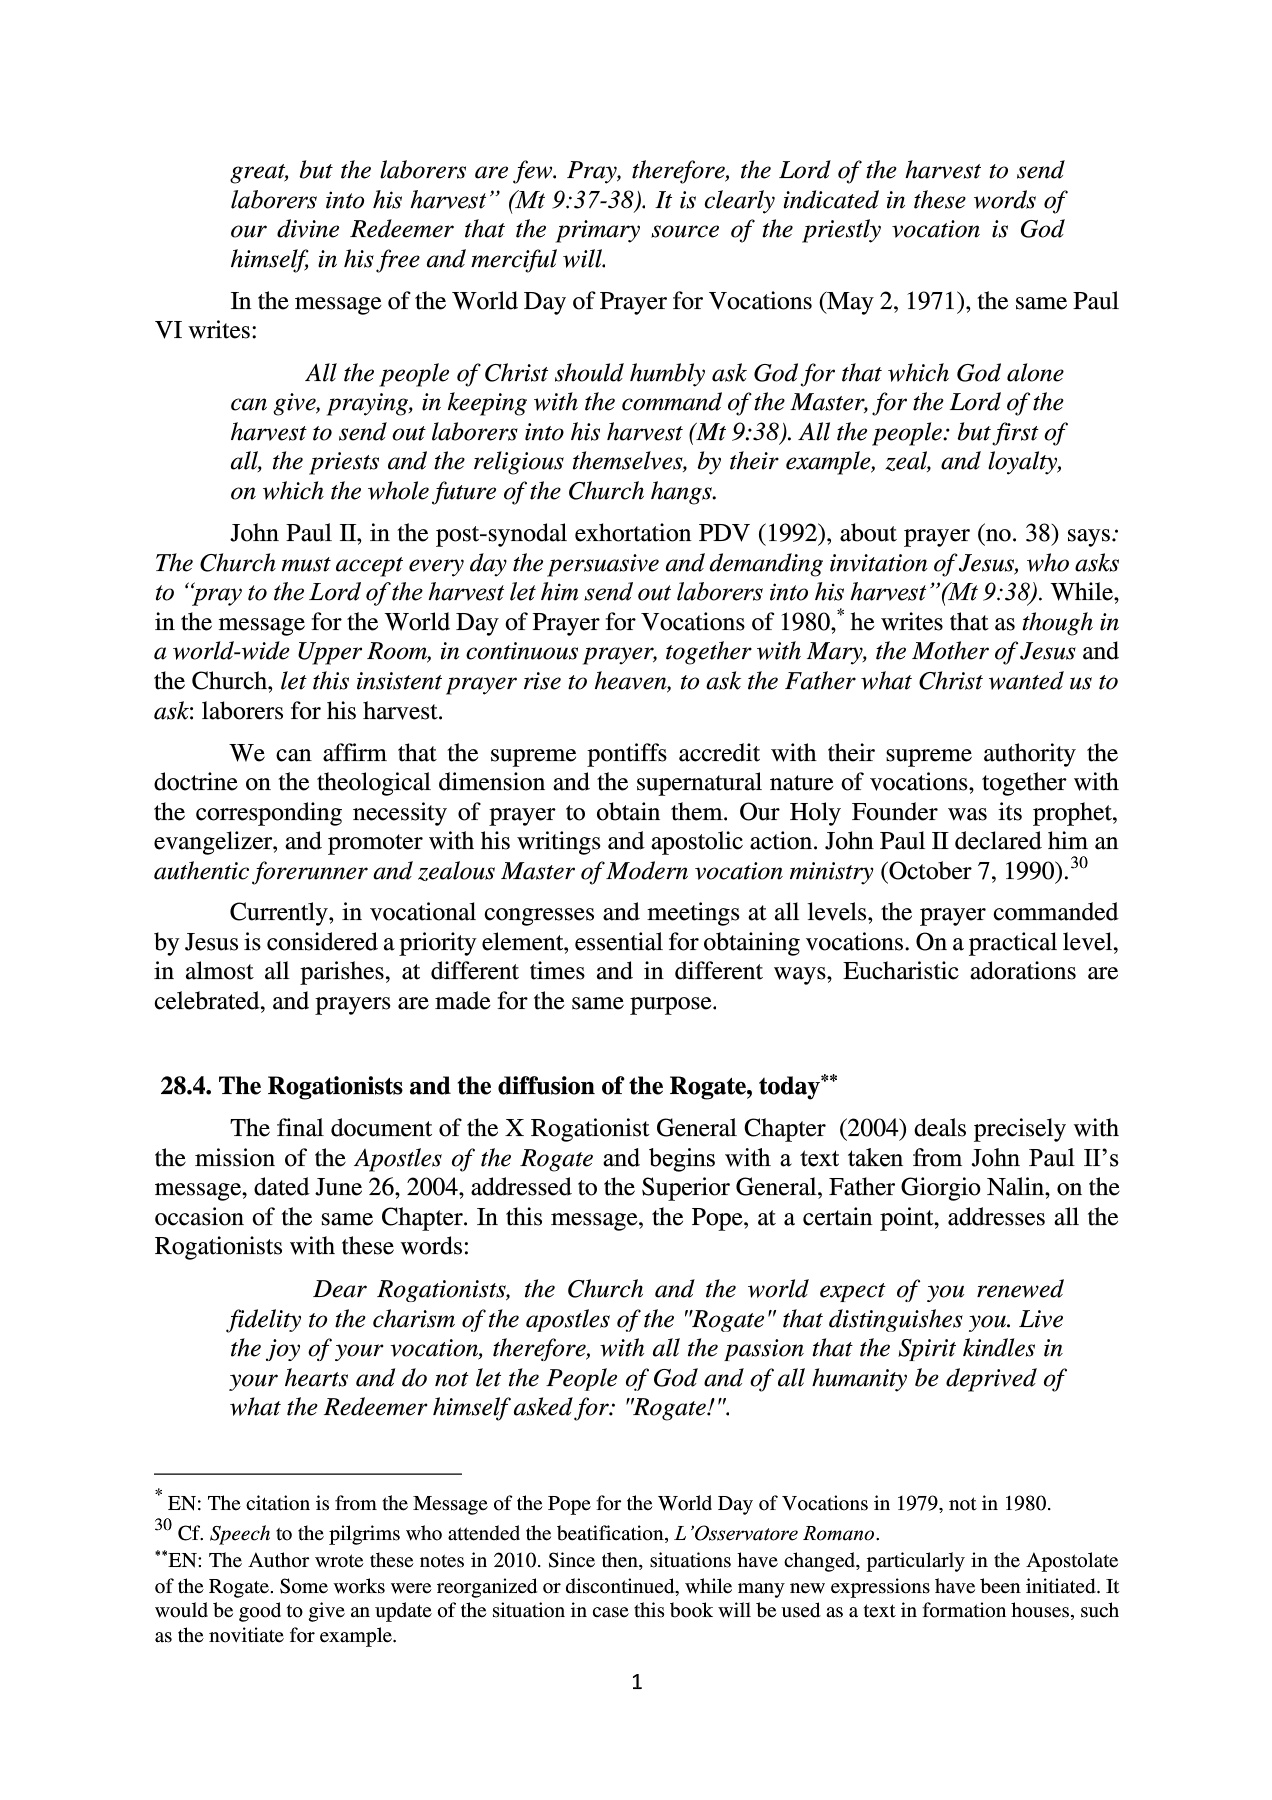 great, but the laborers are few. Pray, therefore, the Lord of the harvest to send
laborers into his harvest” (Mt 9:37-38). It is clearly indicated in these words of
our divine Redeemer that the primary source of the priestly vocation is God
himself, in his free and merciful will.
In the message of the World Day of Prayer for Vocations (May 2, 1971), the same Paul
VI writes:
All the people of Christ should humbly ask God for that which God alone
can give, praying, in keeping with the command of the Master, for the Lord of the
harvest to send out laborers into his harvest (Mt 9:38). All the people: but first of
all, the priests and the religious themselves, by their example, zeal, and loyalty,
on which the whole future of the Church hangs.
John Paul II, in the post-synodal exhortation PDV (1992), about prayer (no. 38) says:
The Church must accept every day the persuasive and demanding invitation of Jesus, who asks
to “pray to the Lord of the harvest let him send out laborers into his harvest”(Mt 9:38). While,
in the message for the World Day of Prayer for Vocations of 1980,* he writes that as though in
a world-wide Upper Room, in continuous prayer, together with Mary, the Mother of Jesus and
the Church, let this insistent prayer rise to heaven, to ask the Father what Christ wanted us to
ask: laborers for his harvest.
We can affirm that the supreme pontiffs accredit with their supreme authority the
doctrine on the theological dimension and the supernatural nature of vocations, together with
the corresponding necessity of prayer to obtain them. Our Holy Founder was its prophet,
evangelizer, and promoter with his writings and apostolic action. John Paul II declared him an
authentic forerunner and zealous Master of Modern vocation ministry (October 7, 1990).30
Currently, in vocational congresses and meetings at all levels, the prayer commanded
by Jesus is considered a priority element, essential for obtaining vocations. On a practical level,
in almost all parishes, at different times and in different ways, Eucharistic adorations are
celebrated, and prayers are made for the same purpose.
28.4. The Rogationists and the diffusion of the Rogate, today**
The final document of the X Rogationist General Chapter (2004) deals precisely with
the mission of the Apostles of the Rogate and begins with a text taken from John Paul II’s
message, dated June 26, 2004, addressed to the Superior General, Father Giorgio Nalin, on the
occasion of the same Chapter. In this message, the Pope, at a certain point, addresses all the
Rogationists with these words:
Dear Rogationists, the Church and the world expect of you renewed
fidelity to the charism of the apostles of the "Rogate" that distinguishes you. Live
the joy of your vocation, therefore, with all the passion that the Spirit kindles in
your hearts and do not let the People of God and of all humanity be deprived of
what the Redeemer himself asked for: "Rogate!".
* EN: The citation is from the Message of the Pope for the World Day of Vocations in 1979, not in 1980.
30 Cf. Speech to the pilgrims who attended the beatification, L’Osservatore Romano.
**EN: The Author wrote these notes in 2010. Since then, situations have changed, particularly in the Apostolate
of the Rogate. Some works were reorganized or discontinued, while many new expressions have been initiated. It
would be good to give an update of the situation in case this book will be used as a text in formation houses, such
as the novitiate for example.
1